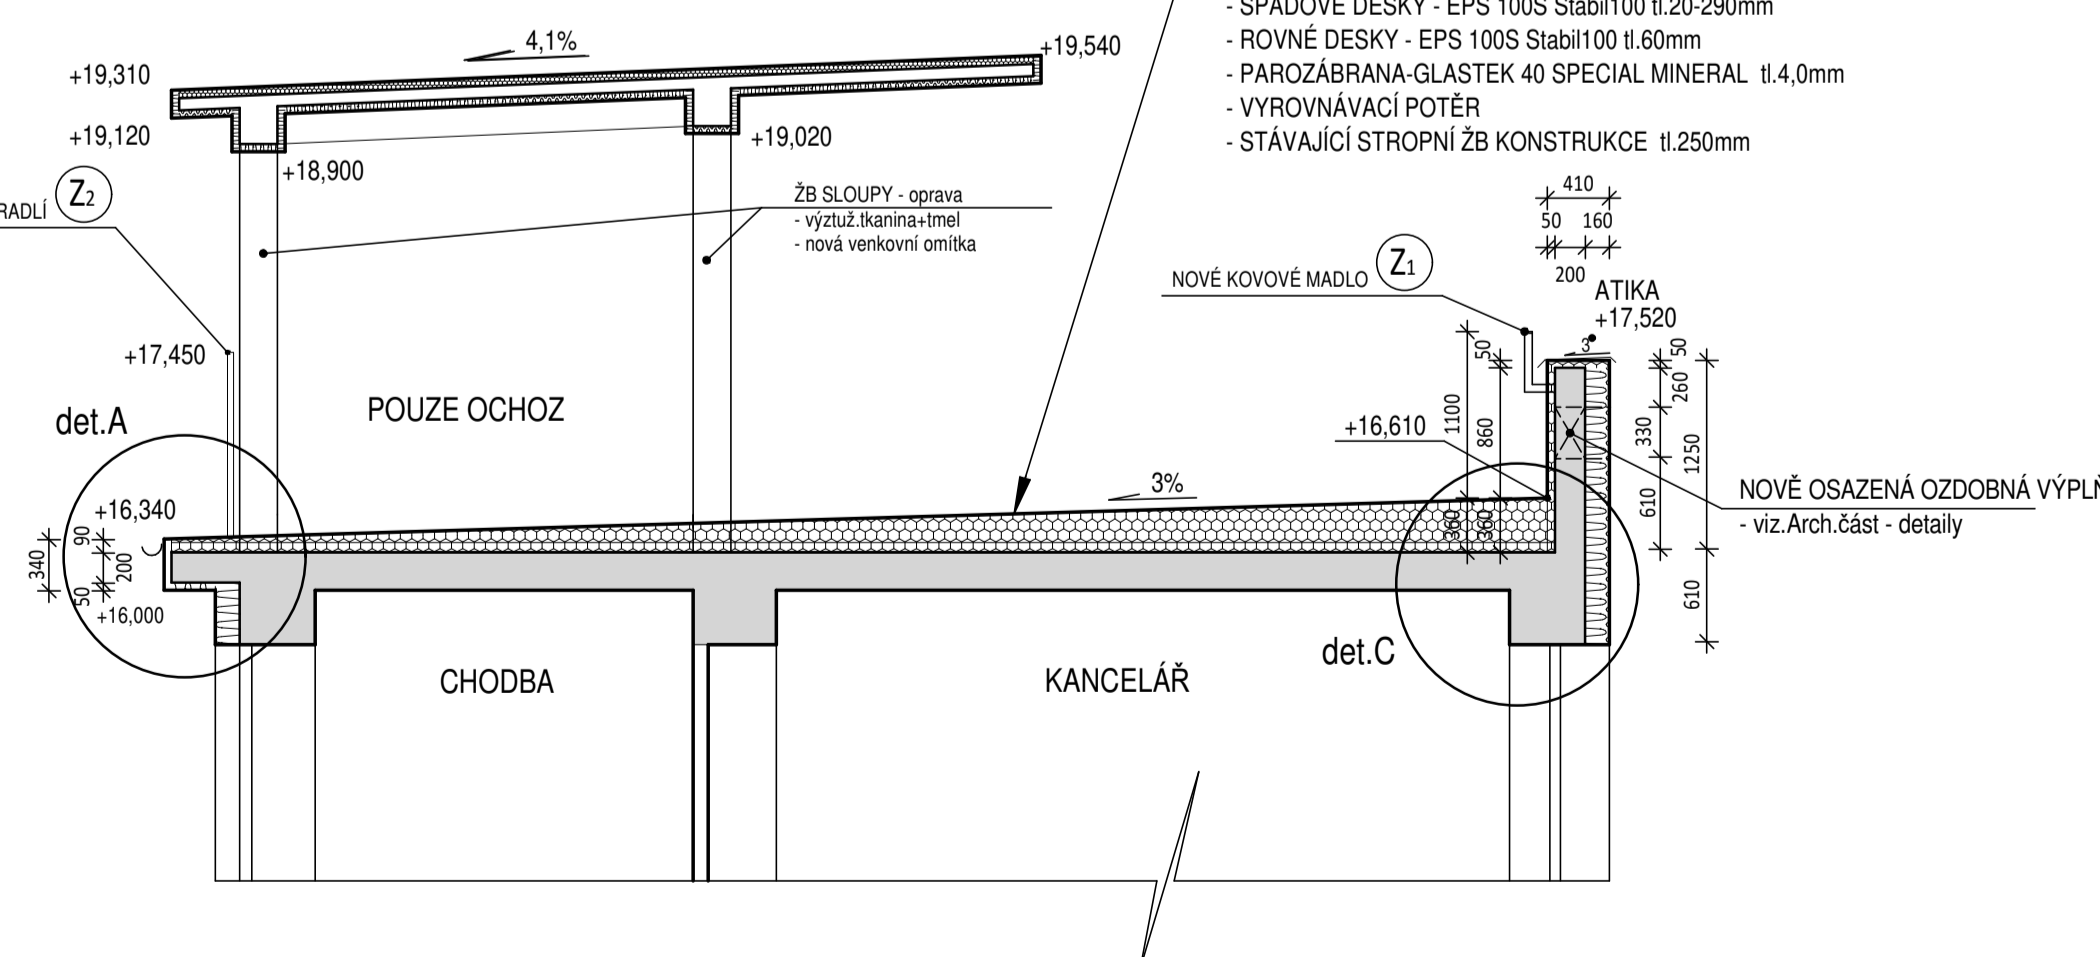 - SPÁDOVÉ DESKY - EPS 100S Stabil100 tl.20-290mm
- ROVNÉ DESKY - EPS 100S Stabil100 tl.60mm
- PAROZÁBRANA-GLASTEK 40 SPECIAL MINERAL tl.4,0mm
- VYROVNÁVACÍ POTĚR
- STÁVAJÍCÍ STROPNÍ ŽB KONSTRUKCE tl.250mm
4,1%
+19,540
+19,310
+19,120
+19,020
+18,900
RADLÍ
Z2
ŽB SLOUPY - oprava
- výztuž.tkanina+tmel
- nová venkovní omítka
410
50
160
200
NOVÉ KOVOVÉ MADLO
Z1
ATIKA
+17,520
3
+17,450
POUZE OCHOZ
det.A
50
1100
860
50
260
330
1250
610
610
+16,610
3%
360
360
NOVĚ OSAZENÁ OZDOBNÁ VÝPLŇ
- viz.Arch.část - detaily
+16,340
90
340
200
50
+16,000
CHODBA
KANCELÁŘ
det.C